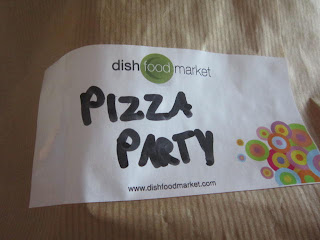 dish food market
PIZZA
PARTY
www.dishfoodmarket.com